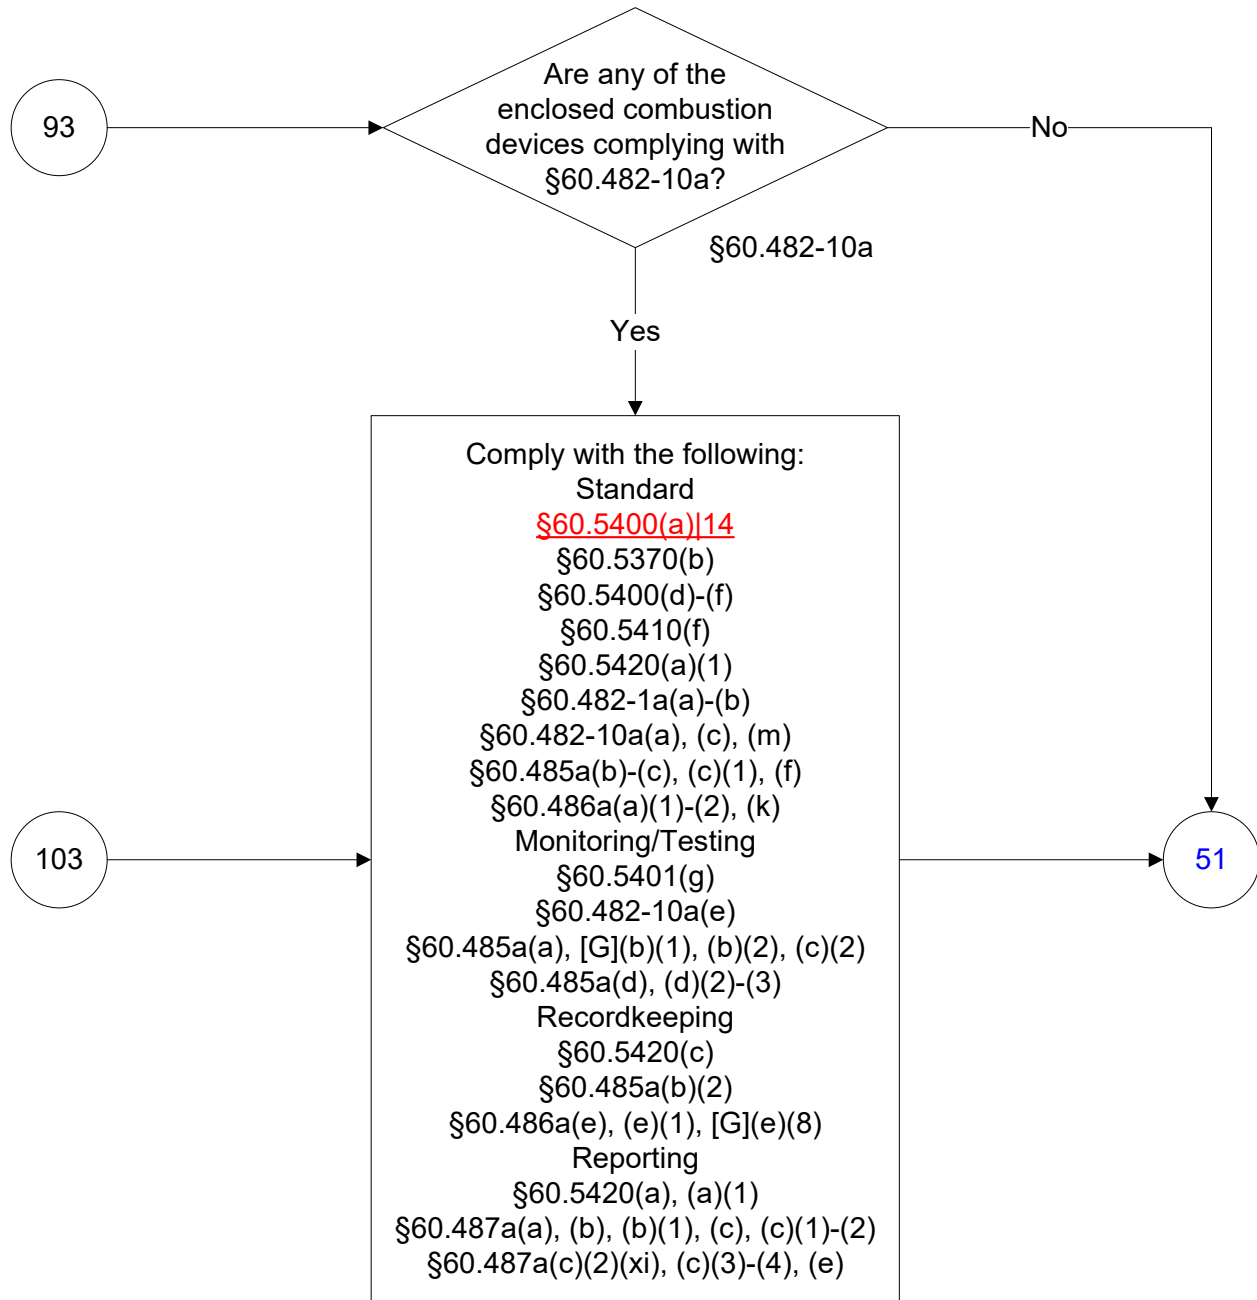 93
Are any of the
enclosed combustion
devices complying with
§60.482-10a?
No
§60.482-10a
Yes
Comply with the following:
Standard
§60.5400(a)|14
§60.5370(b)
§60.5400(d)-(f)
§60.5410(f)
§60.5420(a)(1)
§60.482-1a(a)-(b)
§60.482-10a(a), (c), (m)
§60.485a(b)-(c), (c)(1), (f)
§60.486a(a)(1)-(2), (k)
Monitoring/Testing
§60.5401(g)
§60.482-10a(e)
§60.485a(a), [G](b)(1), (b)(2), (c)(2)
§60.485a(d), (d)(2)-(3)
Recordkeeping
§60.5420(c)
§60.485a(b)(2)
§60.486a(e), (e)(1), [G](e)(8)
Reporting
§60.5420(a), (a)(1)
§60.487a(a), (b), (b)(1), (c), (c)(1)-(2)
§60.487a(c)(2)(xi), (c)(3)-(4), (e)
103
51